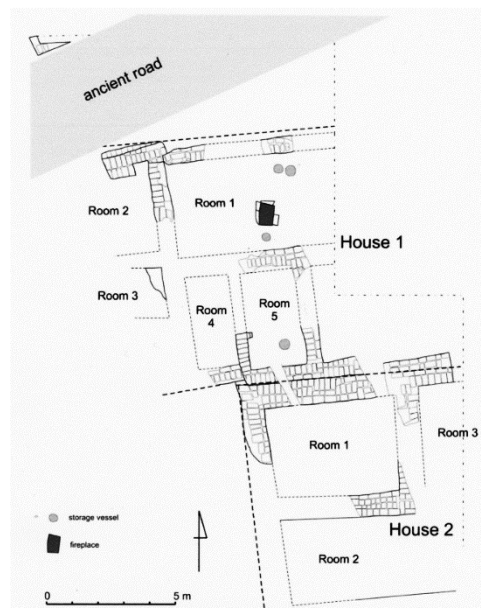 ancient road
Room 2
Room 1
House 1
Room 3
Room
4
Room
5
Room 1
Room 3
storage vessel
fireplace
House 2
Room 2
0
5 m